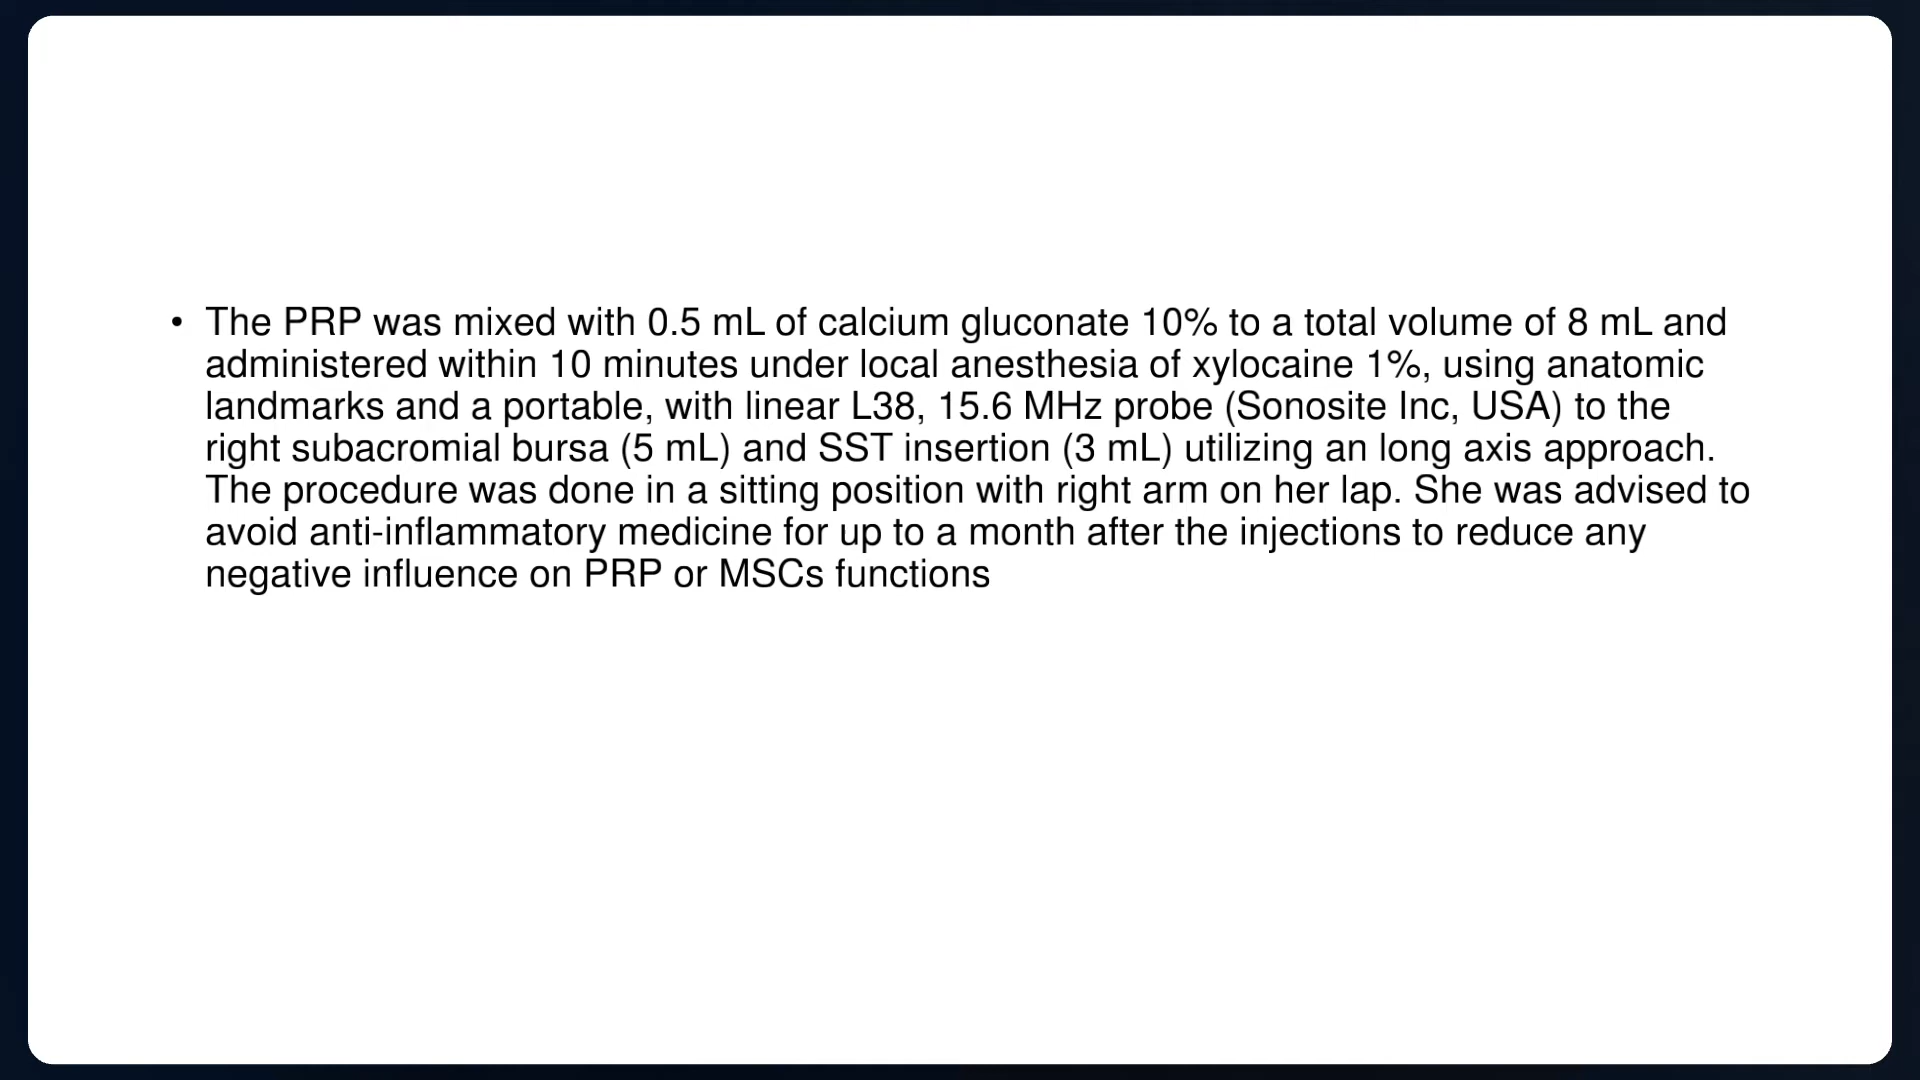 • The PRP was mixed with 0.5 mL of calcium gluconate 10% to a total volume of 8 mL and
administered within 10 minutes under local anesthesia of xylocaine 1%, using anatomic
landmarks and a portable, with linear L38, 15.6 MHz probe (Sonosite Inc, USA) to the
right subacromial bursa (5 mL) and SST insertion (3 mL) utilizing an long axis approach.
The procedure was done in a sitting position with right arm on her lap. She was advised to
avoid anti-inflammatory medicine for up to a month after the injections to reduce any
negative influence on PRP or MSCs functions